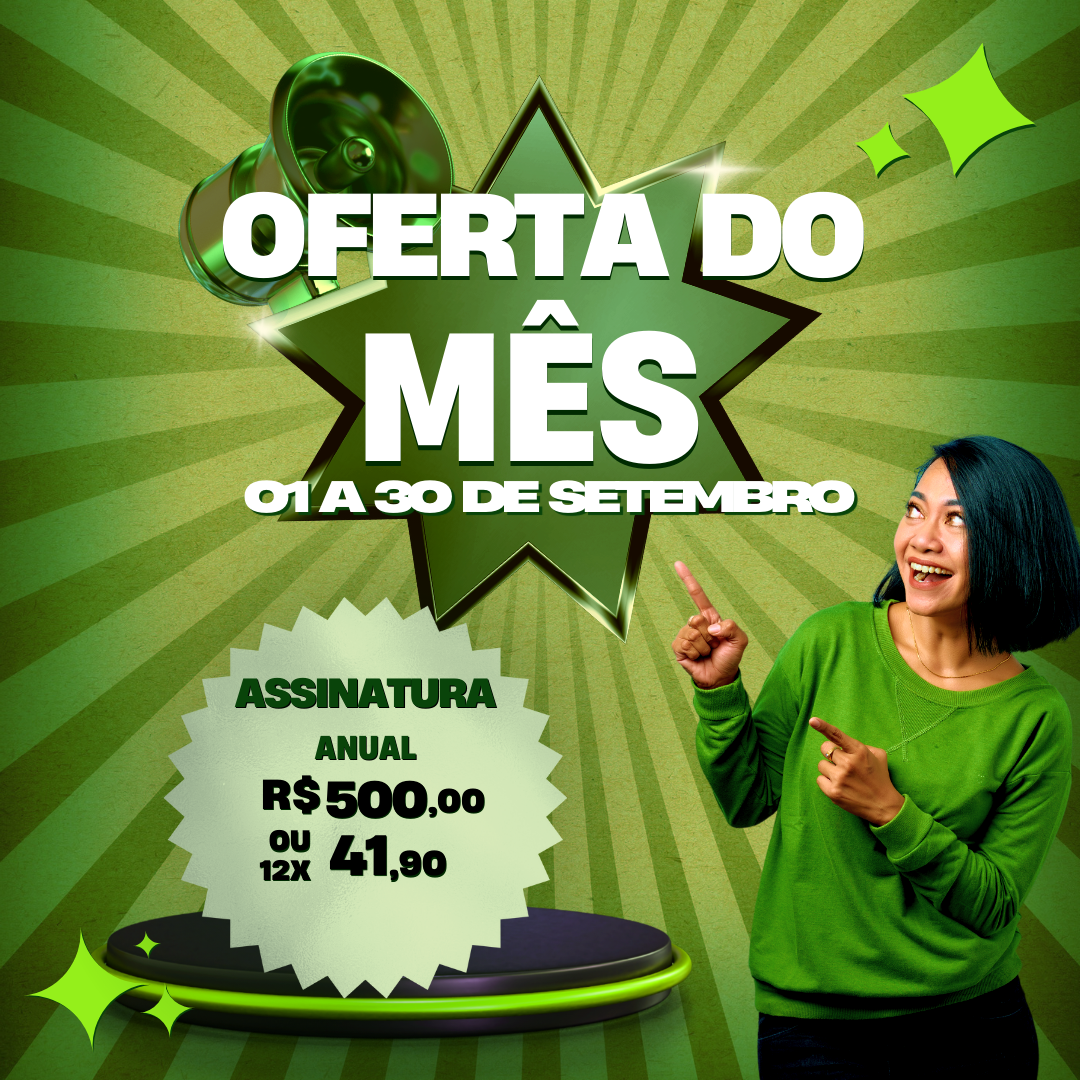 OFERTA DO
MÊS
01 A 30 DE SETEMBRO
ASSINATURA
ANUAL
R$500,00
OU
12X 41,90